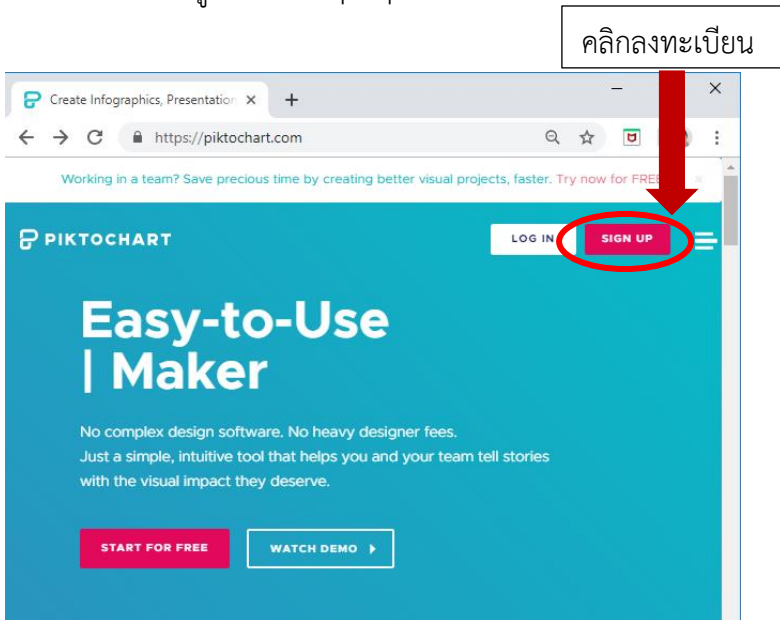 คลิกลงทะเบียน
Create Infographics, Presentation
https://piktochart.com
Working in a team? Save precious time by creating better visual projects, faster. Try now for FREE
PIKTOCHART
LOG IN
SIGN UP
Easy-to-Use
| Maker
No complex design software. No heavy designer fees.
Just a simple, intuitive tool that helps you and your team tell stories
with the visual impact they deserve.
START FOR FREE
WATCH DEMO